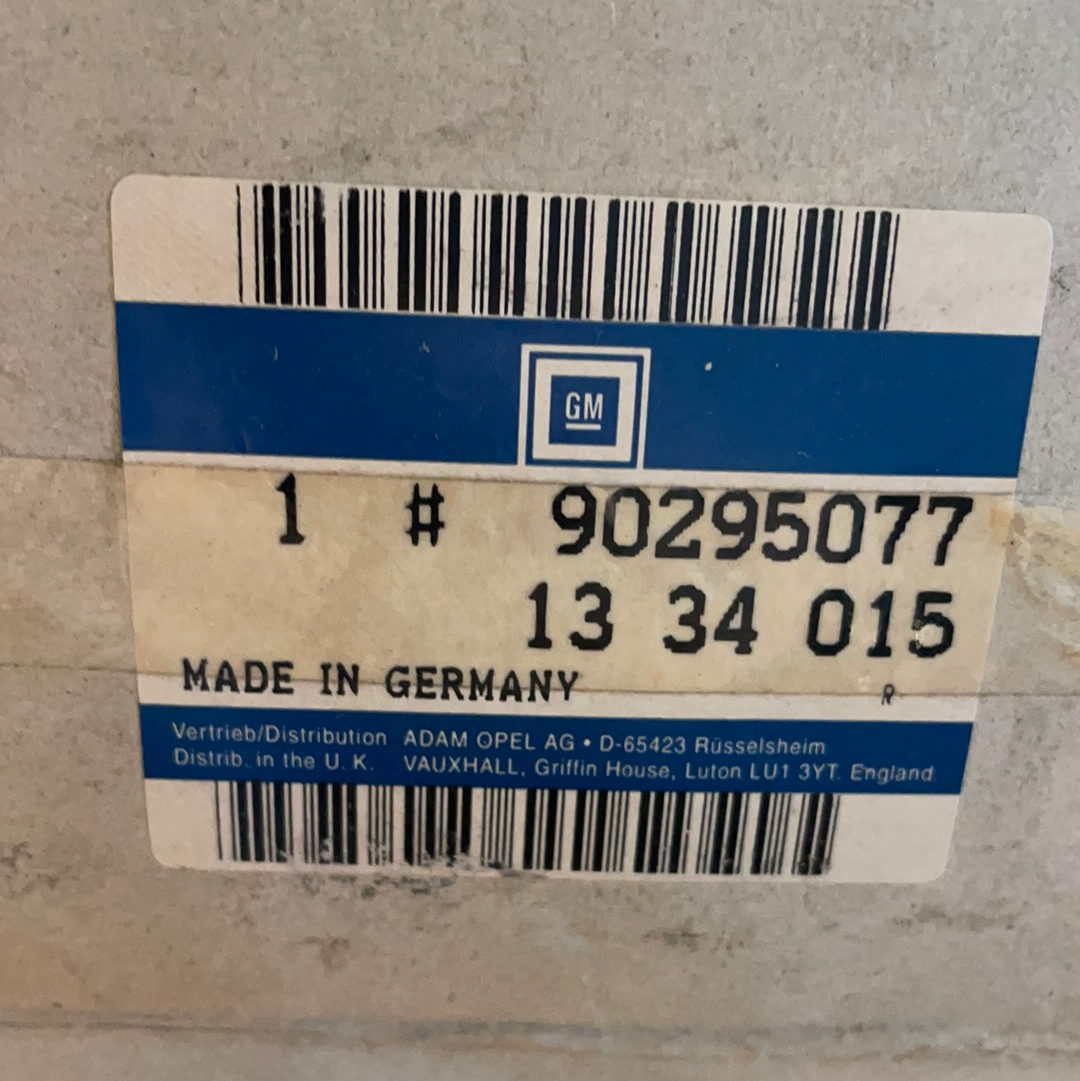 GM
1 # 90295077
13 34 015
MADE IN GERMANY R
Vertrieb/Distribution ADAM OPEL AG • D-65423 Rüsselsheim
Distrib. in the U. K. VAUXHALL, Griffin House, Luton LU1 3YT. England